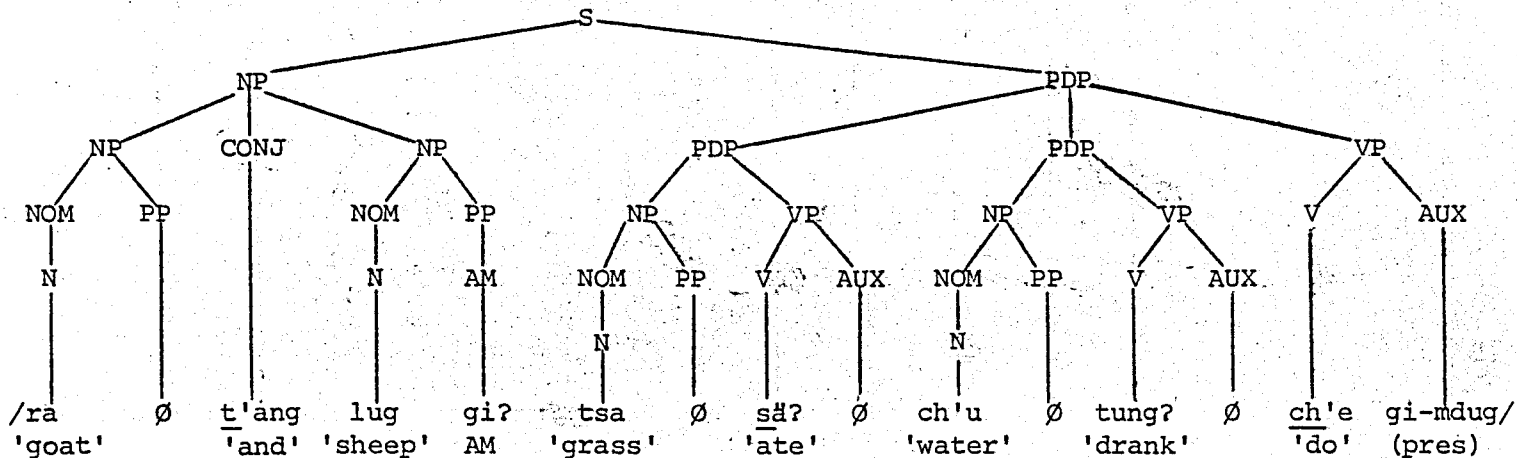 S
NP PDP
NP CONJ NP PDP PDP VP
NOM PP NOM PP NP VP NP VP V AUX
N N AM NOM PP V AUX NOM PP V AUX
N N
/ra Ø t'ang lug gi? tsa Ø sä? Ø ch'u Ø tung? Ø ch'e gi-mdug/
'goat' 'and' 'sheep' AM 'grass' 'ate' 'water' 'drank' 'do' (pres)